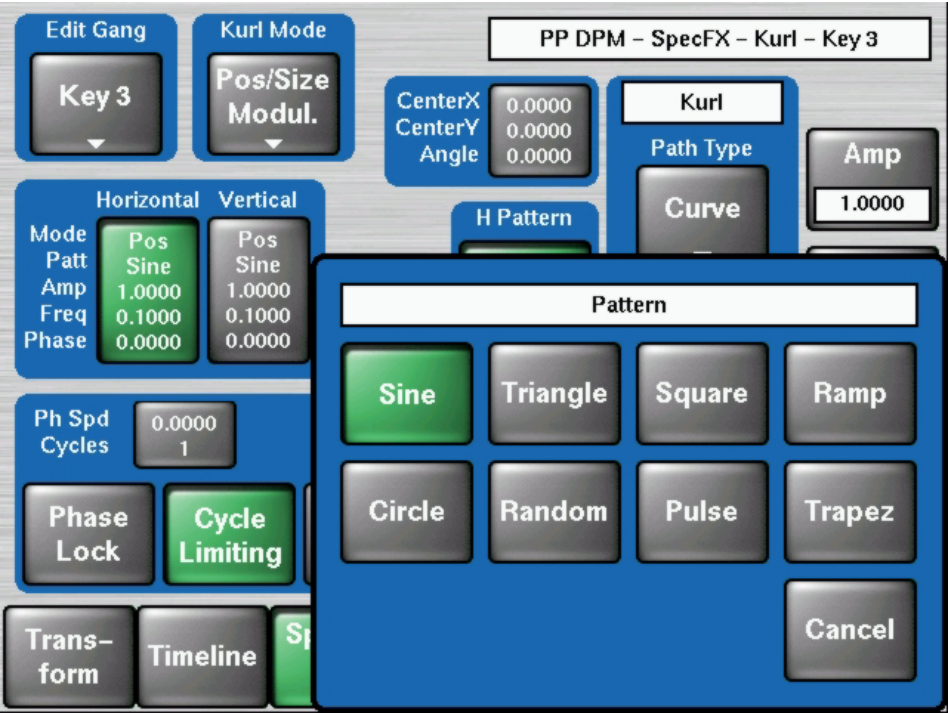 Edit Gang
Kurl Mode
PP DPM – SpecFX – Kurl – Key 3
Key 3
Pos/Size
Modul.
CenterX 0.0000
CenterY 0.0000
Angle 0.0000
Kurl
Path Type
Curve
Amp
1.0000
Horizontal Vertical
H Pattern
Mode Pos Pos
Patt Sine Sine
Amp 1.0000 1.0000
Freq 0.1000 0.1000
Phase 0.0000 0.0000
Pattern
Sine Triangle Square Ramp
Circle Random Pulse Trapez
Cancel
Ph Spd 0.0000
Cycles 1
Phase
Lock
Cycle
Limiting
Trans–
form
Timeline